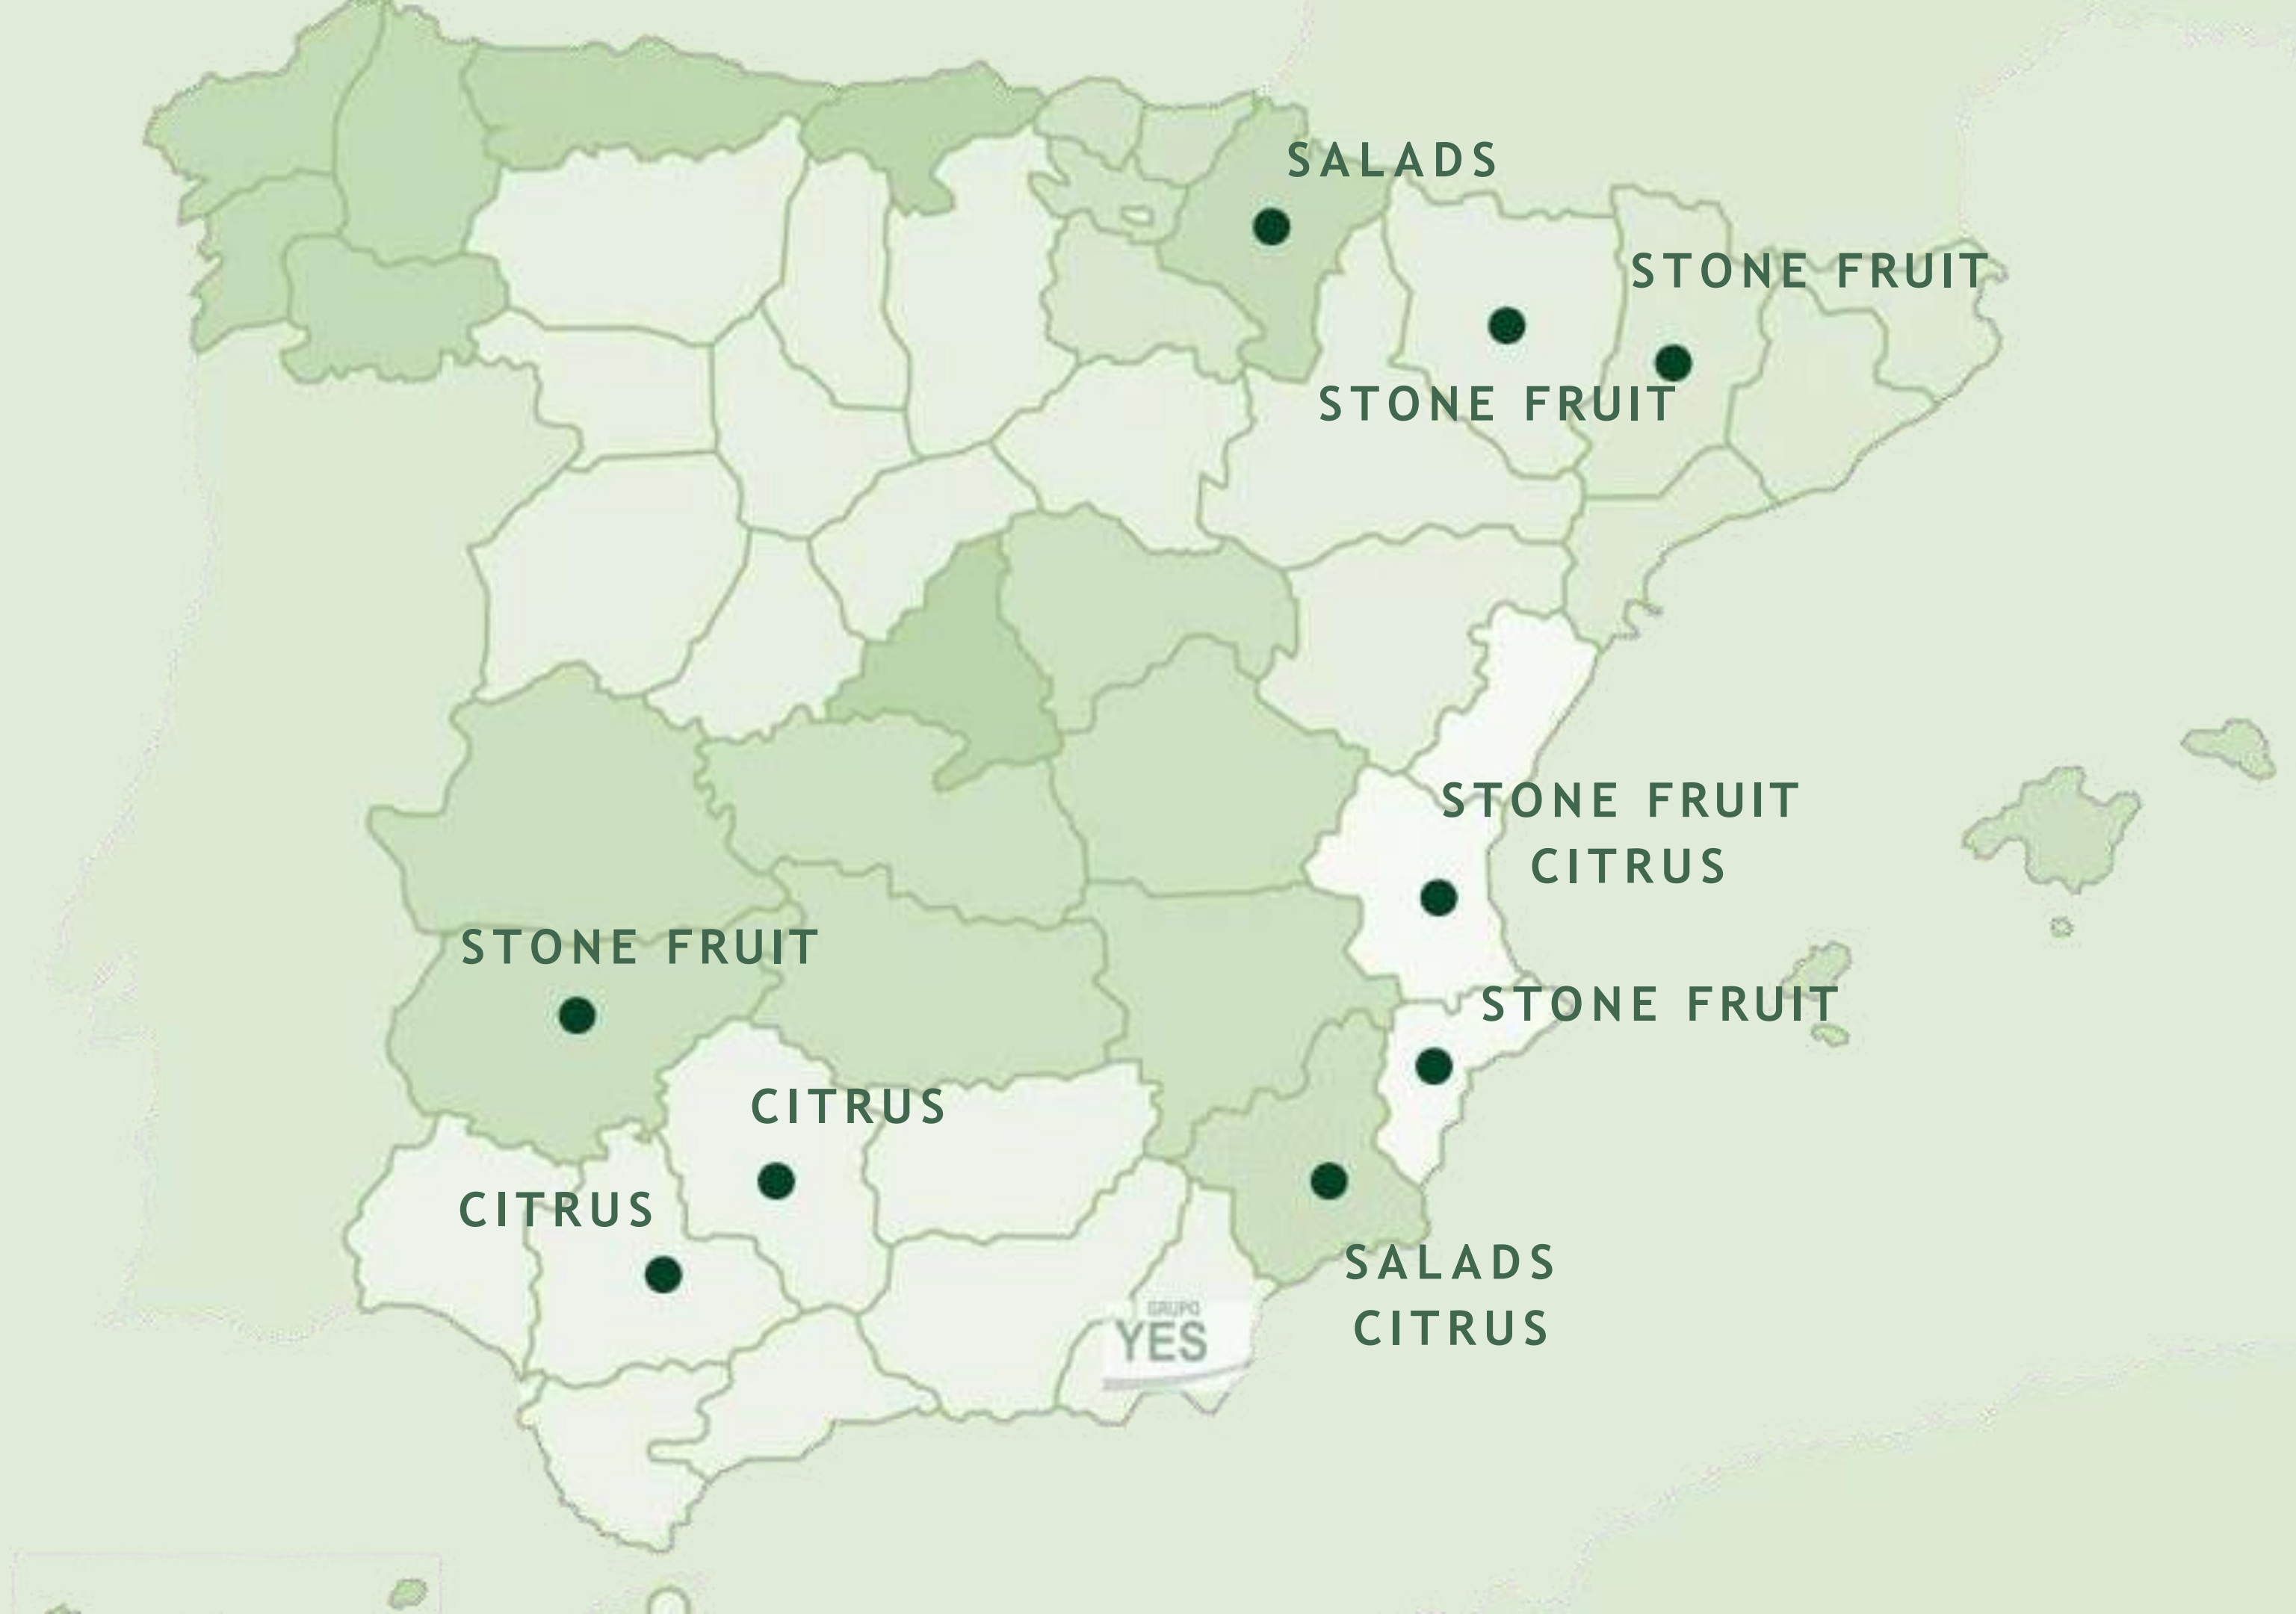 SALADS
STONE FRUIT
STONE FRUIT
STONE FRUIT
CITRUS
STONE FRUIT
STONE FRUIT
CITRUS
CITRUS
SALADS
CITRUS
GRUPO
YES